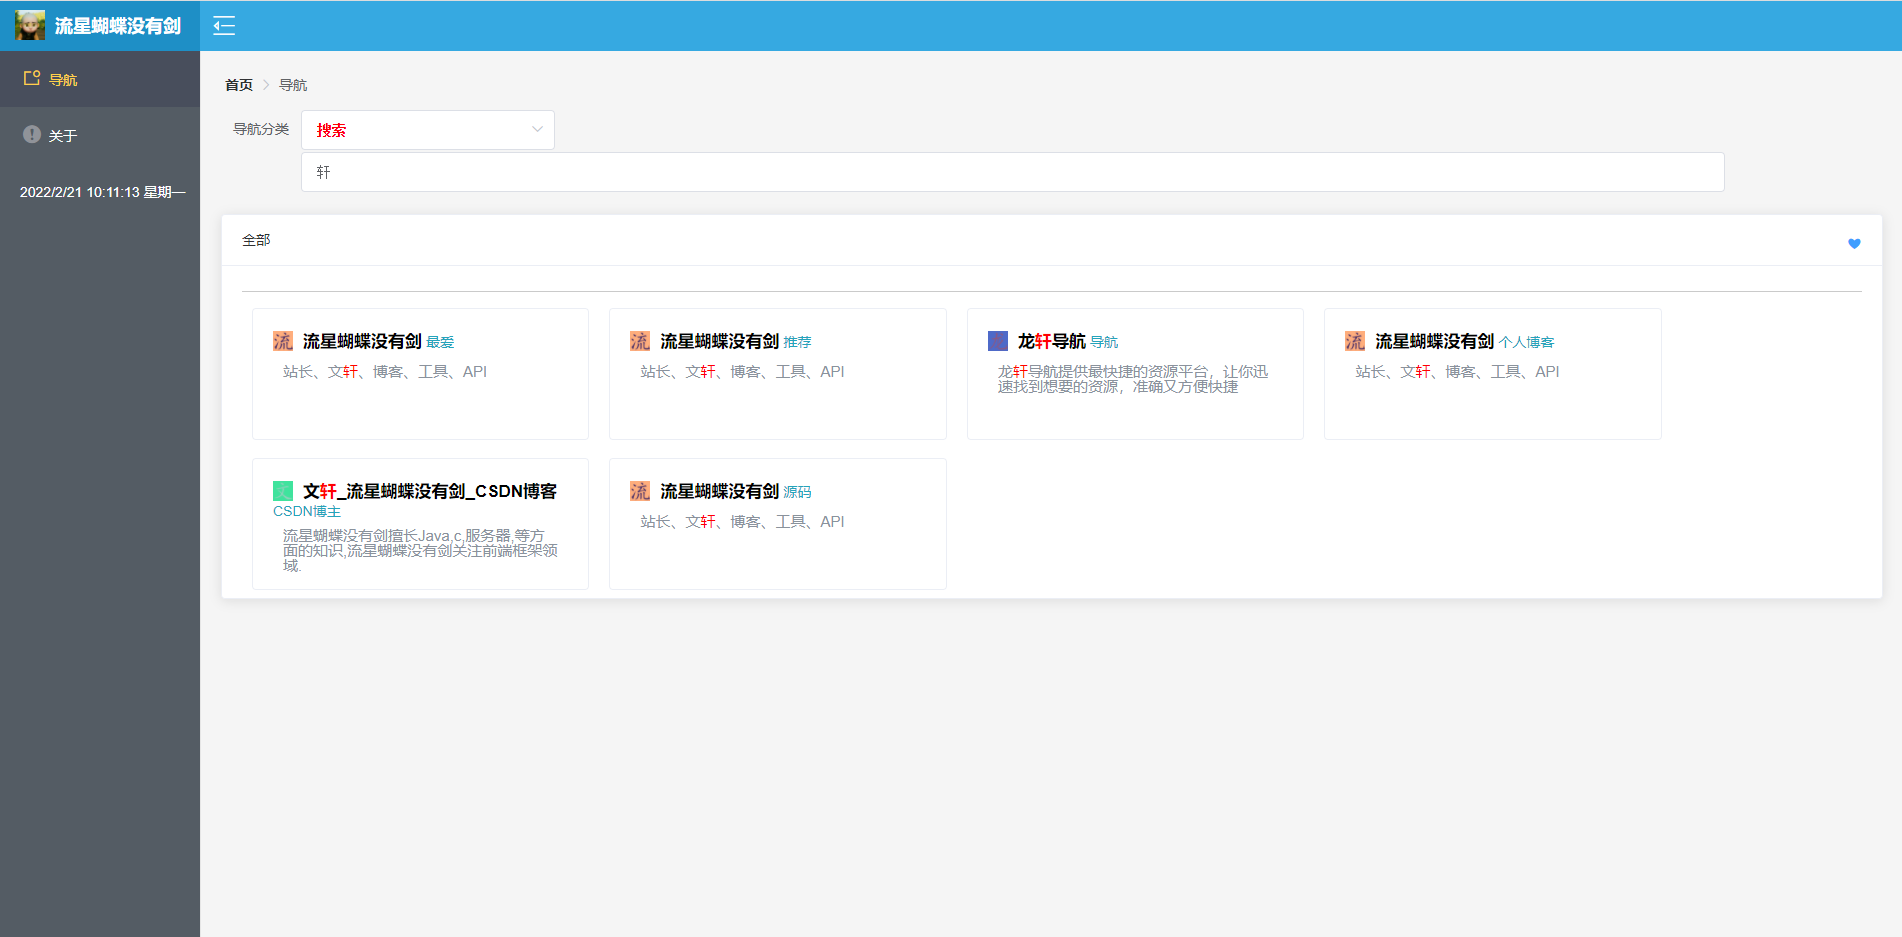 流星蝴蝶没有剑
导航
关于
2022/2/21 10:11:13 星期一
首页 导航
导航分类 搜索
轩
全部
流 流星蝴蝶没有剑 最爱
站长、文轩、博客、工具、API
流 流星蝴蝶没有剑 推荐
站长、文轩、博客、工具、API
龙轩导航 导航
龙轩导航提供最快捷的资源平台，让你迅
速找到想要的资源，准确又方便快捷
流 流星蝴蝶没有剑 个人博客
站长、文轩、博客、工具、API
文 文轩_流星蝴蝶没有剑_CSDN博客
CSDN博主
流星蝴蝶没有剑擅长Java,c,服务器,等方
面的知识,流星蝴蝶没有剑关注前端框架领
域.
流 流星蝴蝶没有剑 源码
站长、文轩、博客、工具、API